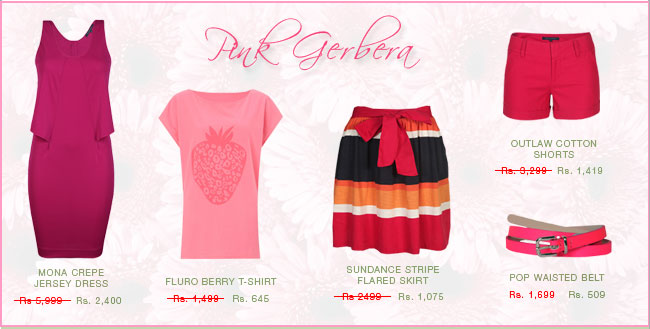 Pink Gerbera
MONA CREPE
JERSEY DRESS
Rs 5,999 Rs. 2,400
FLURO BERRY T-SHIRT
Rs. 1,499 Rs. 645
SUNDANCE STRIPE
FLARED SKIRT
Rs 2499 Rs. 1,075
OUTLAW COTTON
SHORTS
Rs. 3,299 Rs. 1,419
POP WAISTED BELT
Rs. 1,699 Rs. 509